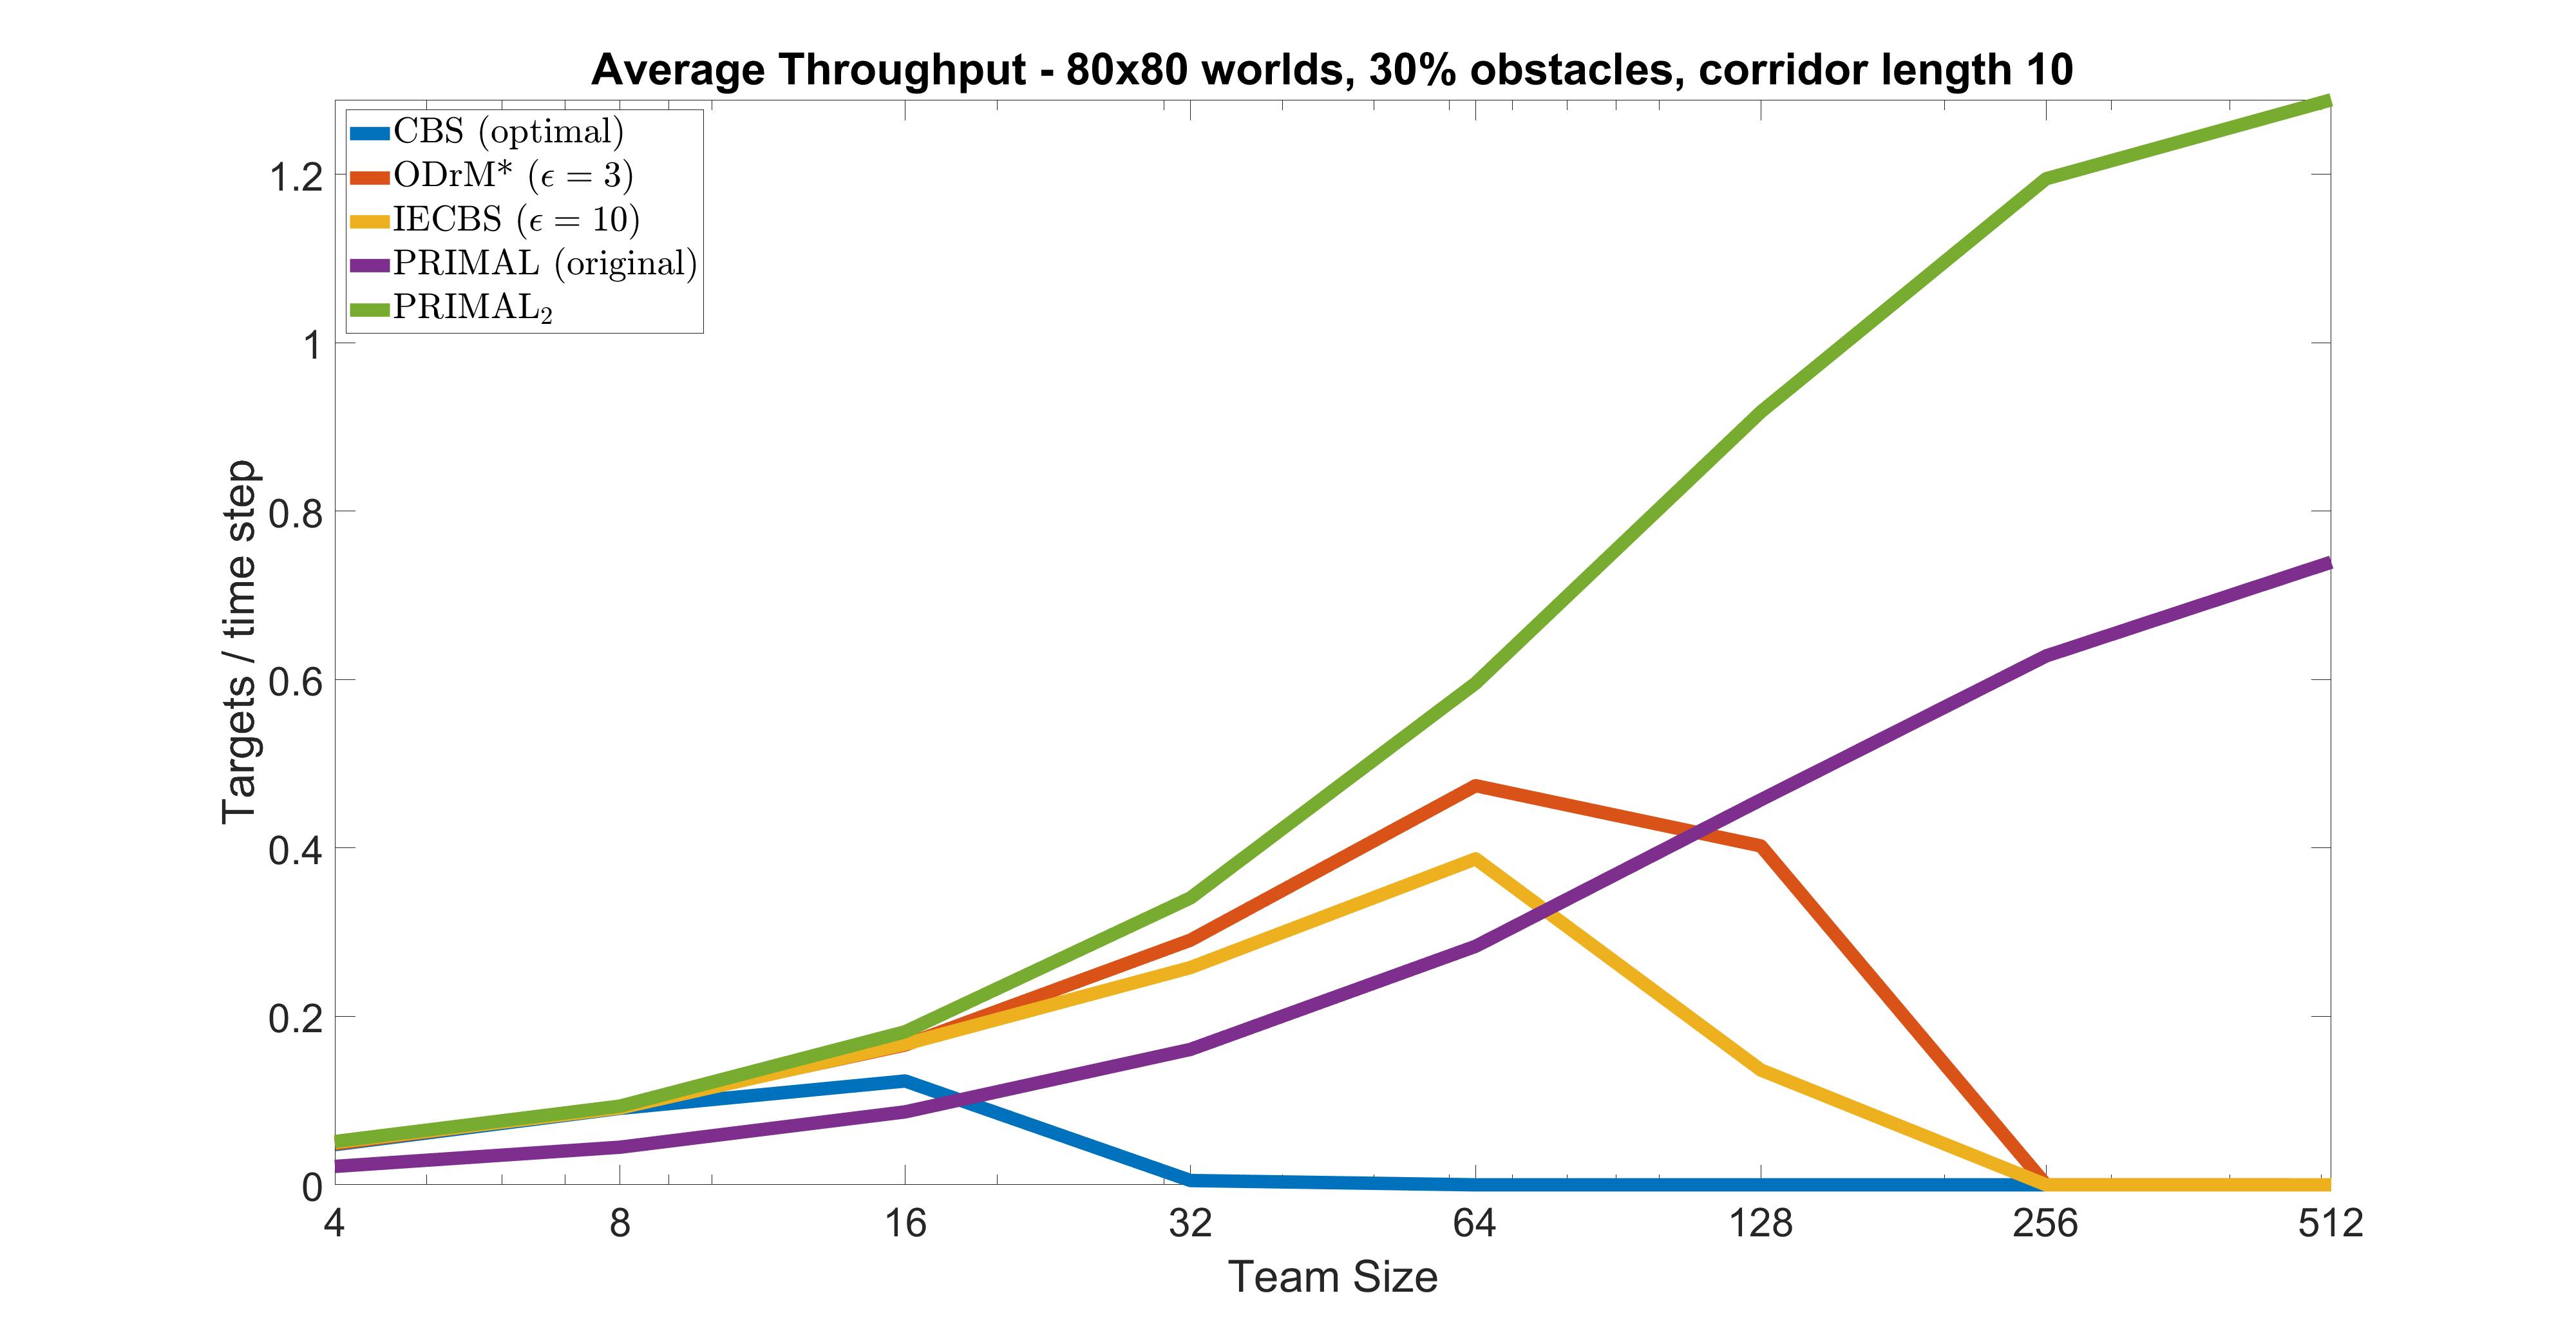 Average Throughput - 80x80 worlds, 30% obstacles, corridor length 10
CBS (optimal)
ODrM* (ϵ = 3)
IECBS (ϵ = 10)
PRIMAL (original)
PRIMAL₂
Targets / time step
1.2
1
0.8
0.6
0.4
0.2
0
4 8 16 32 64 128 256 512
Team Size